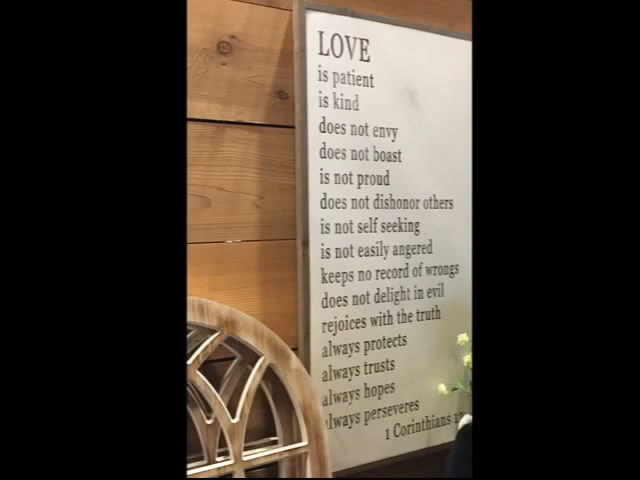 LOVE
is patient
is kind
does not envy
does not boast
is not proud
does not dishonor others
is not self seeking
is not easily angered
keeps no record of wrongs
does not delight in evil
rejoices with the truth
always protects
always trusts
always hopes
always perseveres
1 Corinthians